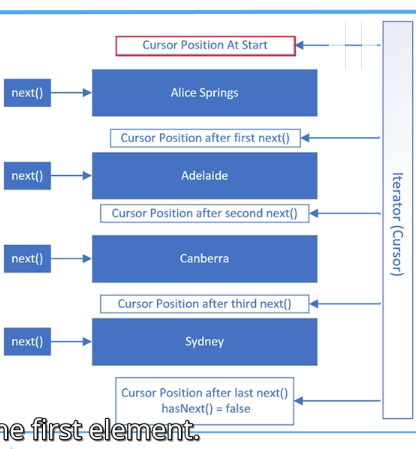 Cursor Position At Start
next()
Alice Springs
Cursor Position after first next()
next()
Adelaide
Cursor Position after second next()
next()
Canberra
Cursor Position after third next()
next()
Sydney
Cursor Position after last next()
hasNext() = false
Iterator (Cursor)
first element.